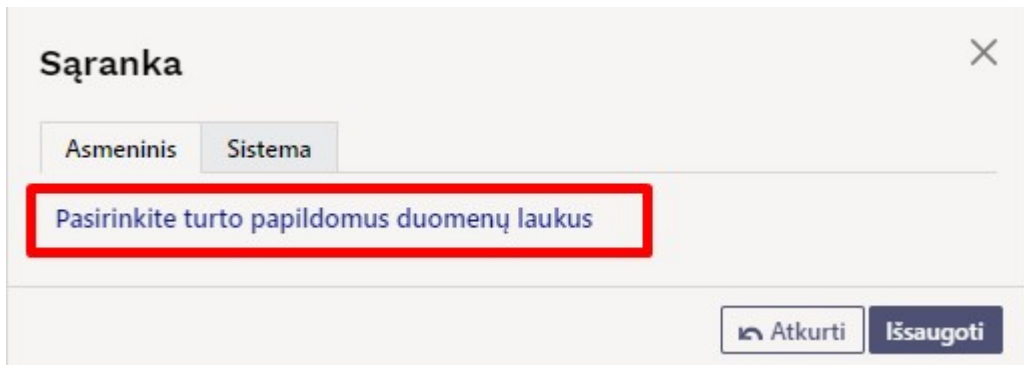 Sąranka
Asmeninis Sistema
Pasirinkite turto papildomus duomenų laukus
Atkurti Išsaugoti